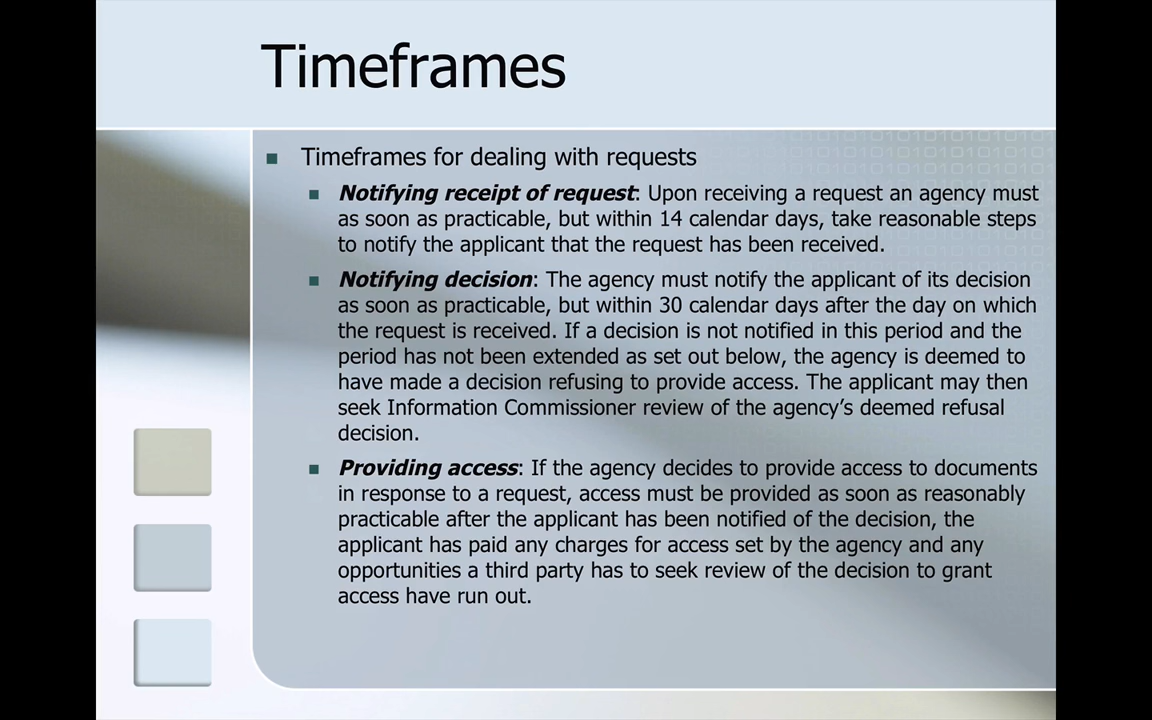 Timeframes
Timeframes for dealing with requests
Notifying receipt of request: Upon receiving a request an agency must
as soon as practicable, but within 14 calendar days, take reasonable steps
to notify the applicant that the request has been received.
Notifying decision: The agency must notify the applicant of its decision
as soon as practicable, but within 30 calendar days after the day on which
the request is received. If a decision is not notified in this period and the
period has not been extended as set out below, the agency is deemed to
have made a decision refusing to provide access. The applicant may then
seek Information Commissioner review of the agency’s deemed refusal
decision.
Providing access: If the agency decides to provide access to documents
in response to a request, access must be provided as soon as reasonably
practicable after the applicant has been notified of the decision, the
applicant has paid any charges for access set by the agency and any
opportunities a third party has to seek review of the decision to grant
access have run out.